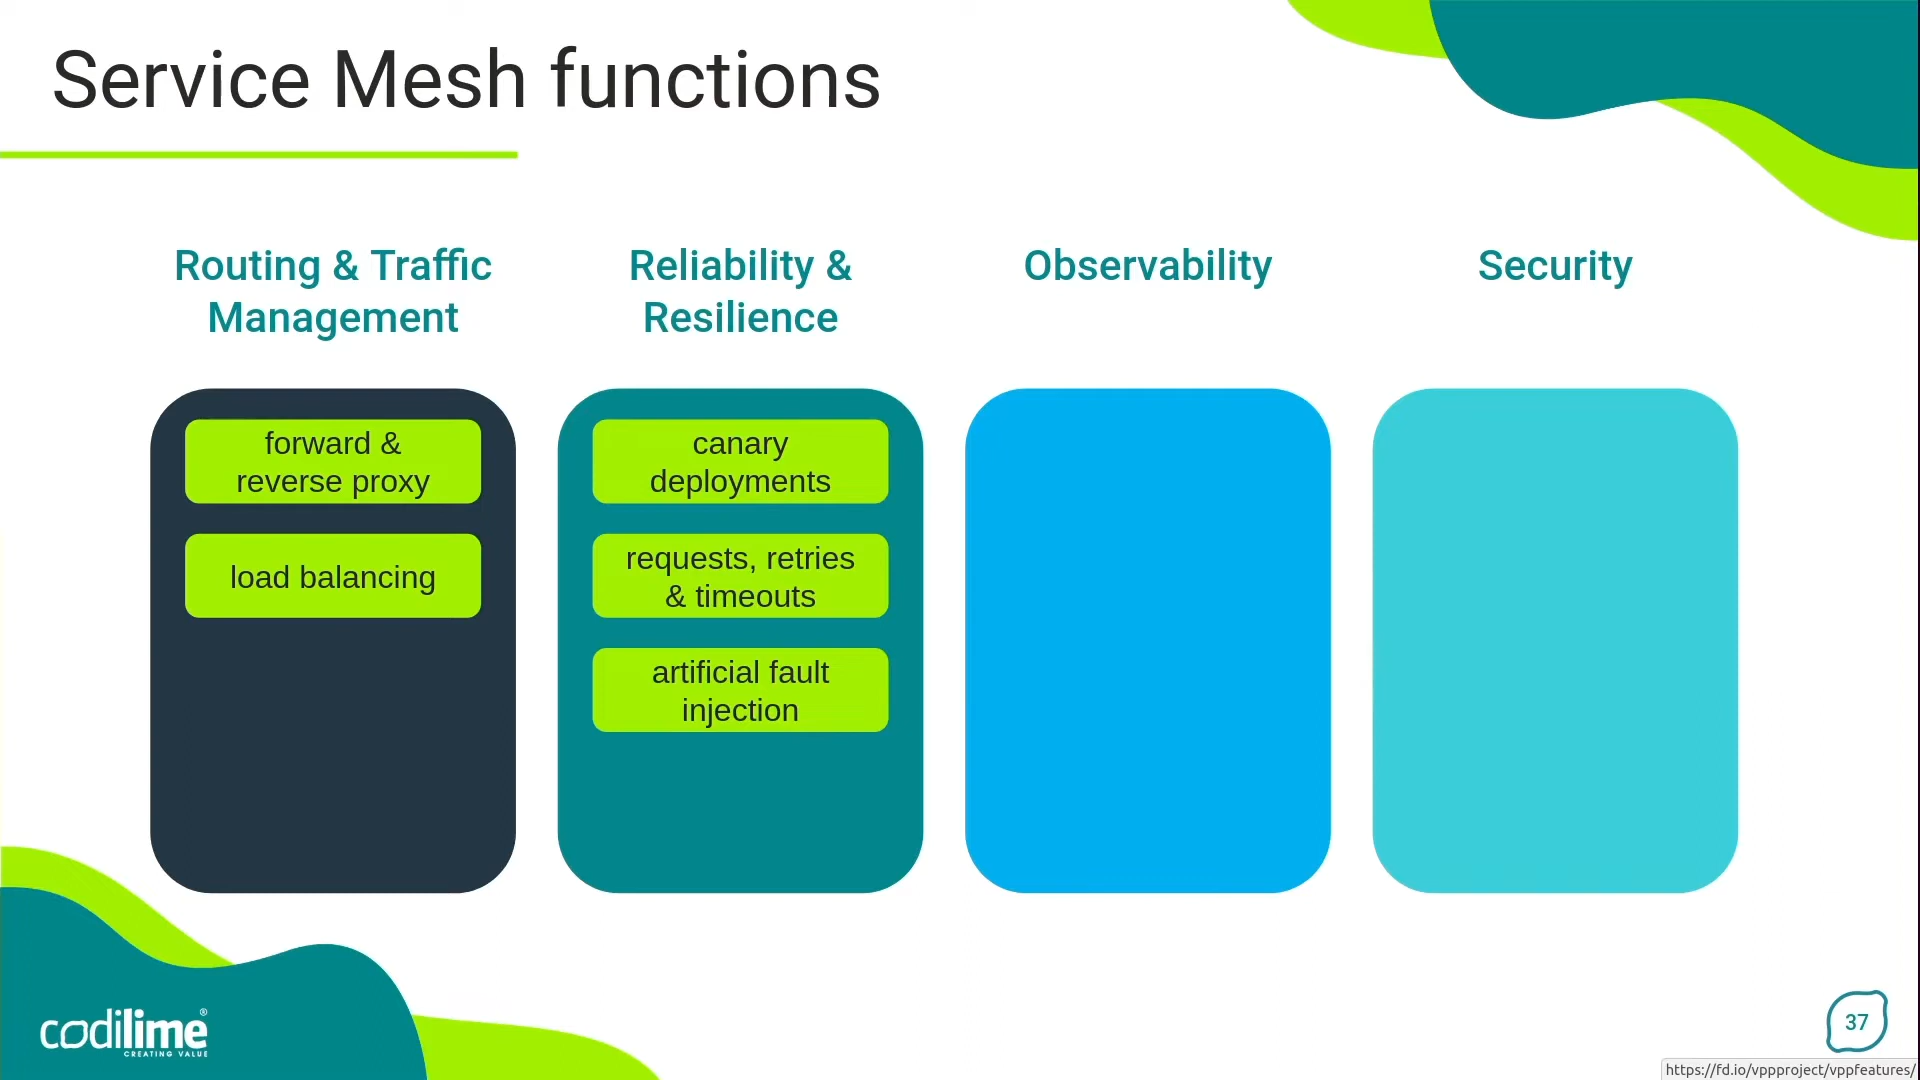 Service Mesh functions
Routing & Traffic
Management
Reliability &
Resilience
Observability
Security
forward &
reverse proxy
load balancing
canary
deployments
requests, retries
& timeouts
artificial fault
injection
codilime®
CREATING VALUE
37
https://fd.io/vppproject/vppfeatures/